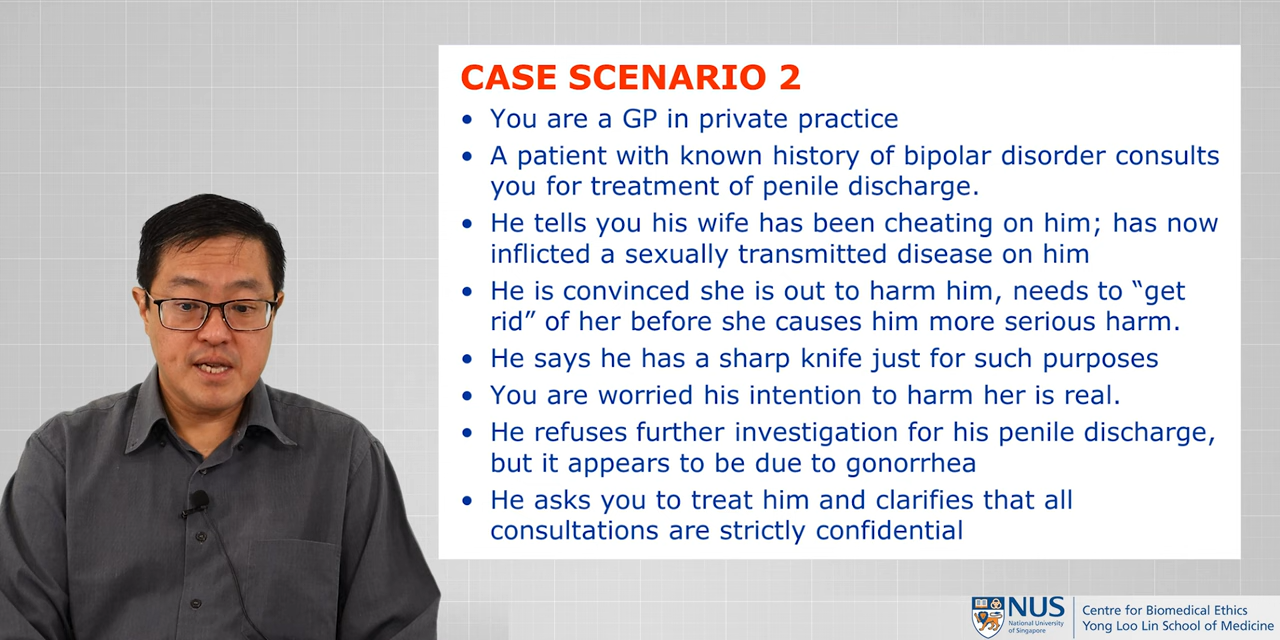 CASE SCENARIO 2
• You are a GP in private practice
• A patient with known history of bipolar disorder consults
you for treatment of penile discharge.
• He tells you his wife has been cheating on him; has now
inflicted a sexually transmitted disease on him
• He is convinced she is out to harm him, needs to “get
rid” of her before she causes him more serious harm.
• He says he has a sharp knife just for such purposes
• You are worried his intention to harm her is real.
• He refuses further investigation for his penile discharge,
but it appears to be due to gonorrhea
• He asks you to treat him and clarifies that all
consultations are strictly confidential
NUS
National University
of Singapore
Centre for Biomedical Ethics
Yong Loo Lin School of Medicine